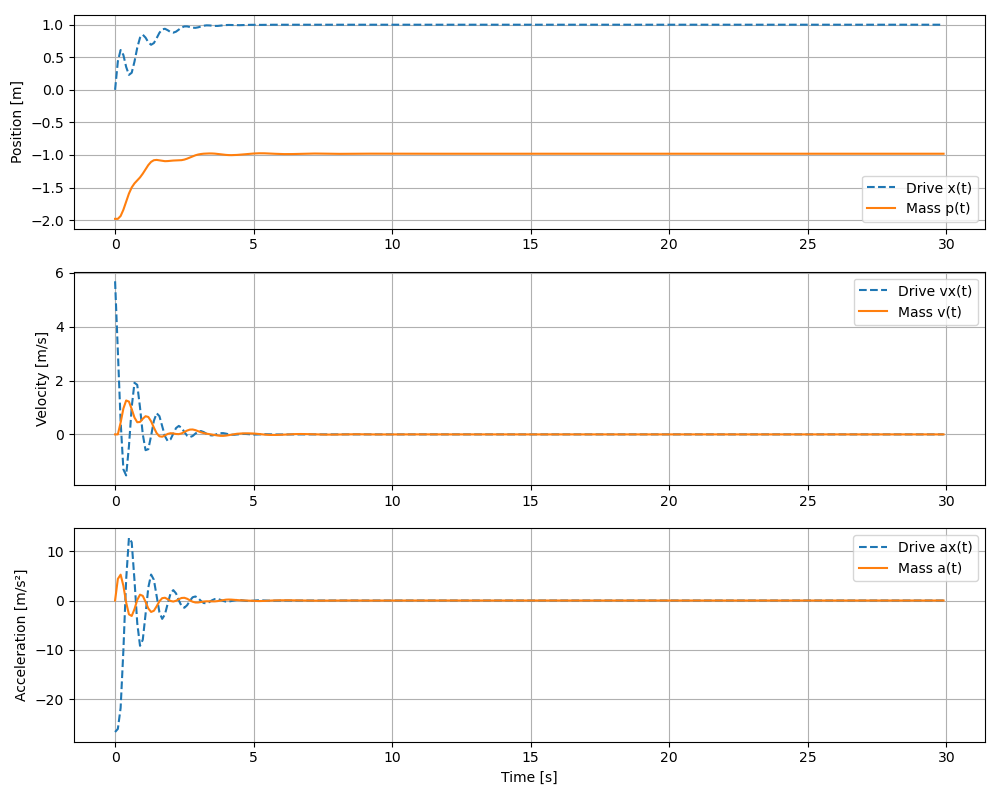 1.0
0.5
0.0
−0.5
−1.0
−1.5
−2.0
Position [m]
Drive x(t)
Mass p(t)
0 5 10 15 20 25 30
6
4
2
0
Velocity [m/s]
Drive vx(t)
Mass v(t)
0 5 10 15 20 25 30
10
0
−10
−20
Acceleration [m/s²]
Drive ax(t)
Mass a(t)
0 5 10 15 20 25 30
Time [s]